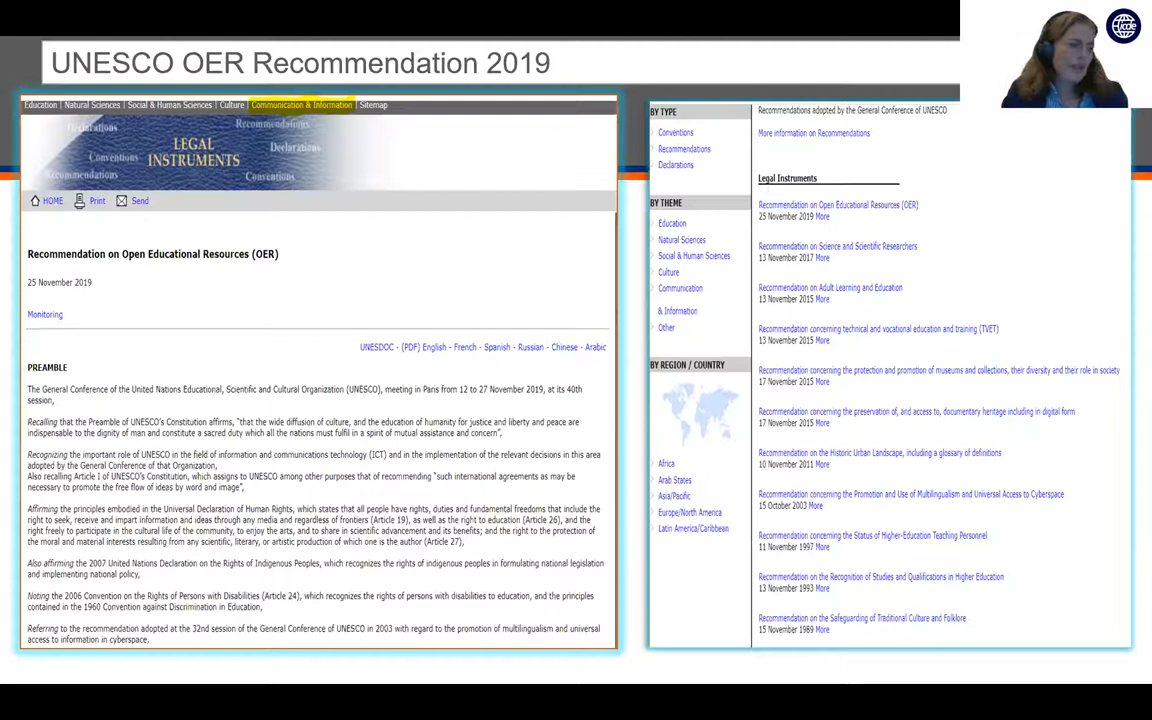 UNESCO OER Recommendation 2019
icde
Education | Natural Sciences | Social & Human Sciences | Culture | Communication & Information | Sitemap
Declarations
Recommendations
LEGAL
INSTRUMENTS
Declarations
Conventions
Recommendations
Conventions
HOME Print Send
Recommendation on Open Educational Resources (OER)
25 November 2019
Monitoring
UNESDOC - (PDF) English - French - Spanish - Russian - Chinese - Arabic
PREAMBLE
The General Conference of the United Nations Educational, Scientific and Cultural Organization (UNESCO), meeting in Paris from 12 to 27 November 2019, at its 40th
session,
Recalling that the Preamble of UNESCO's Constitution affirms, "that the wide diffusion of culture, and the education of humanity for justice and liberty and peace are
indispensable to the dignity of man and constitute a sacred duty which all the nations must fulfil in a spirit of mutual assistance and concern",
Recognizing the important role of UNESCO in the field of information and communications technology (ICT) and in the implementation of the relevant decisions in this area
adopted by the General Conference of that Organization,
Also recalling Article I of UNESCO's Constitution, which assigns to UNESCO among other purposes that of recommending "such international agreements as may be
necessary to promote the free flow of ideas by word and image",
Affirming the principles embodied in the Universal Declaration of Human Rights, which states that all people have rights, duties and fundamental freedoms that include the
right to seek, receive and impart information and ideas through any media and regardless of frontiers (Article 19), as well as the right to education (Article 26), and the
right freely to participate in the cultural life of the community, to enjoy the arts, and to share in scientific advancement and its benefits; and the right to the protection of
the moral and material interests resulting from any scientific, literary, or artistic production of which one is the author (Article 27),
Also affirming the 2007 United Nations Declaration on the Rights of Indigenous Peoples, which recognizes the rights of indigenous peoples in formulating national legislation
and implementing national policy,
Noting the 2006 Convention on the Rights of Persons with Disabilities (Article 24), which recognizes the rights of persons with disabilities to education, and the principles
contained in the 1960 Convention against Discrimination in Education,
Referring to the recommendation adopted at the 32nd session of the General Conference of UNESCO in 2003 with regard to the promotion of multilingualism and universal
access to information in cyberspace,
BY TYPE
Conventions
Recommendations
Declarations
BY THEME
Education
Natural Sciences
Social & Human Sciences
Culture
Communication
& Information
Other
BY REGION / COUNTRY
Africa
Arab States
Asia/Pacific
Europe/North America
Latin America/Caribbean
Recommendations adopted by the General Conference of UNESCO
More information on Recommendations
Legal Instruments
Recommendation on Open Educational Resources (OER)
25 November 2019 More
Recommendation on Science and Scientific Researchers
13 November 2017 More
Recommendation on Adult Learning and Education
13 November 2015 More
Recommendation concerning technical and vocational education and training (TVET)
13 November 2015 More
Recommendation concerning the protection and promotion of museums and collections, their diversity and their role in society
17 November 2015 More
Recommendation concerning the preservation of, and access to, documentary heritage including in digital form
17 November 2015 More
Recommendation on the Historic Urban Landscape, including a glossary of definitions
10 November 2011 More
Recommendation concerning the Promotion and Use of Multilingualism and Universal Access to Cyberspace
15 October 2003 More
Recommendation concerning the Status of Higher-Education Teaching Personnel
11 November 1997 More
Recommendation on the Recognition of Studies and Qualifications in Higher Education
13 November 1993 More
Recommendation on the Safeguarding of Traditional Culture and Folklore
15 November 1989 More